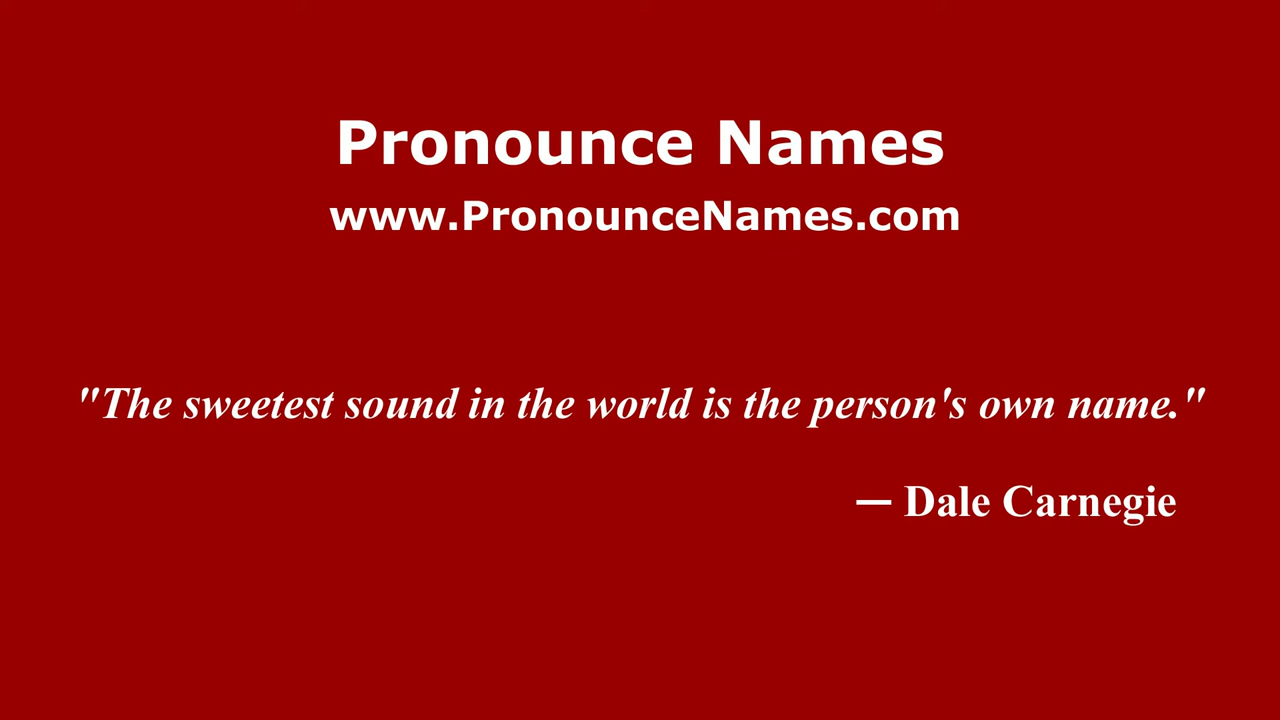 Pronounce Names
www.PronounceNames.com
"The sweetest sound in the world is the person's own name."
— Dale Carnegie